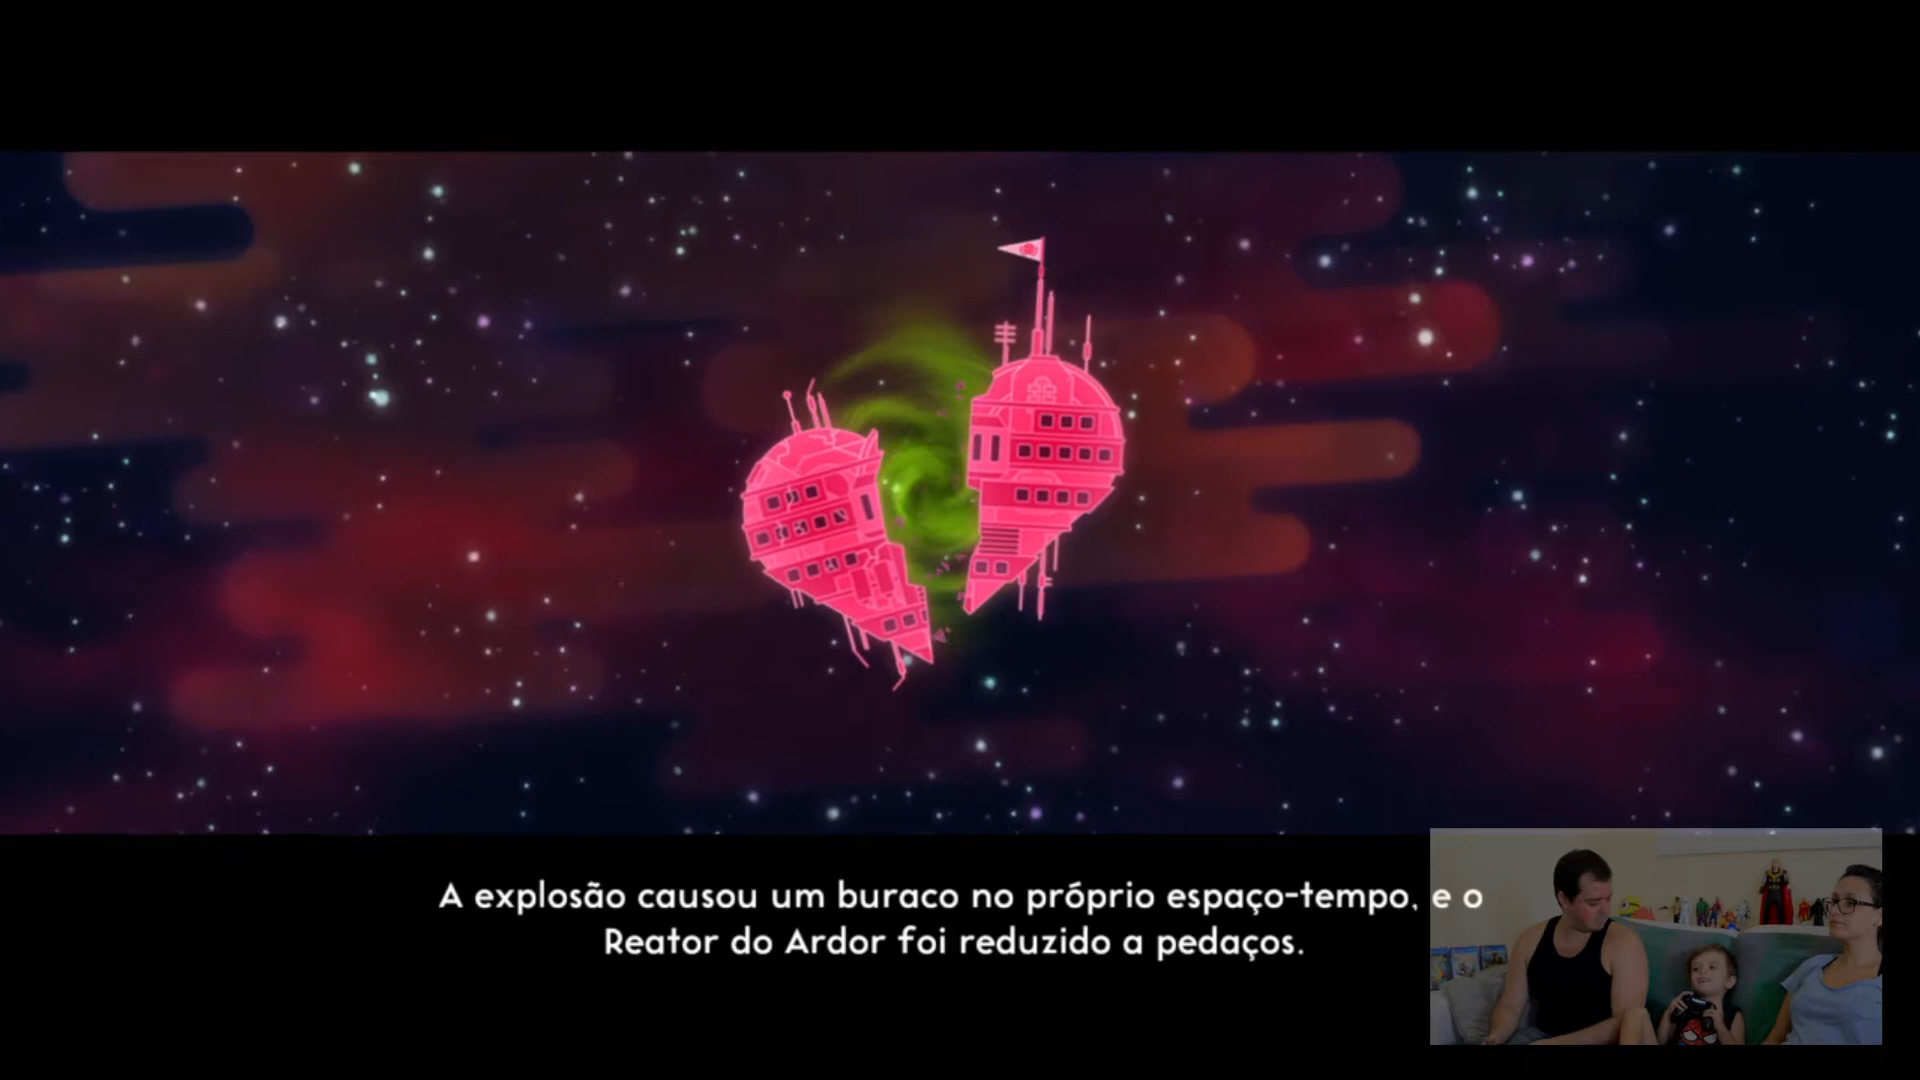 A explosão causou um buraco no próprio espaço-tempo, e o
Reator do Ardor foi reduzido a pedaços.